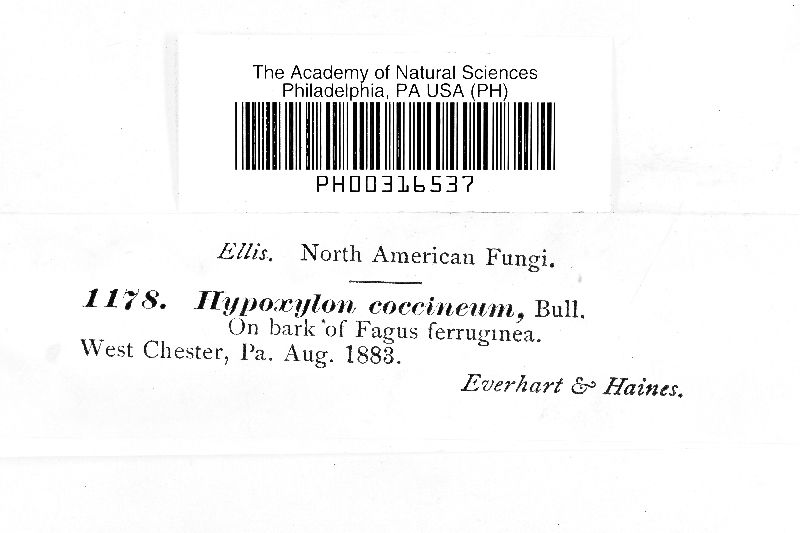 The Academy of Natural Sciences
Philadelphia, PA USA (PH)
PH00316537
Ellis. North American Fungi.
1178. Hypoxylon coccineum, Bull.
On bark of Fagus ferruginea.
West Chester, Pa. Aug. 1883.
Everhart & Haines.